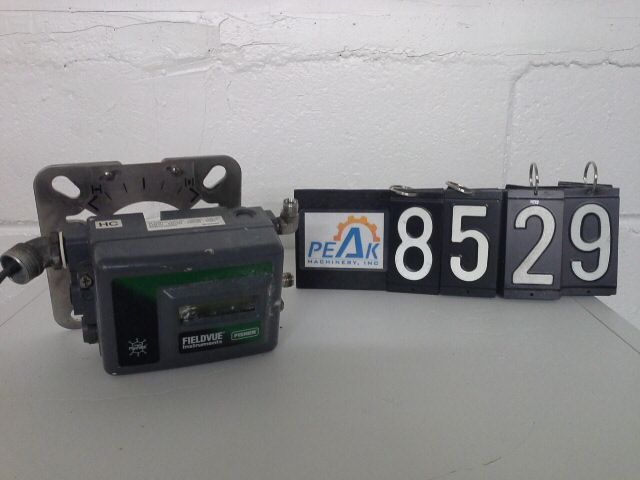 HC
FIELDVUE
Instruments
FISHER
PEAK
MACHINERY, INC
8529